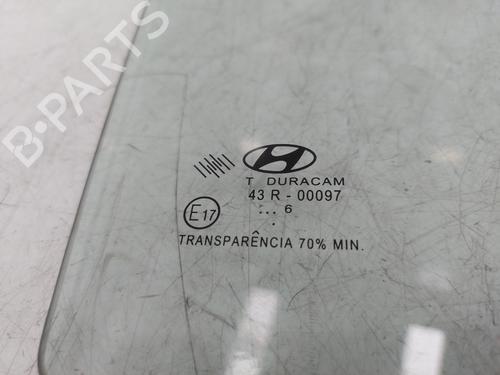 B-PARTS
T DURACAM
43 R - 00097
E17
... 6
.
TRANSPARÊNCIA 70% MIN.